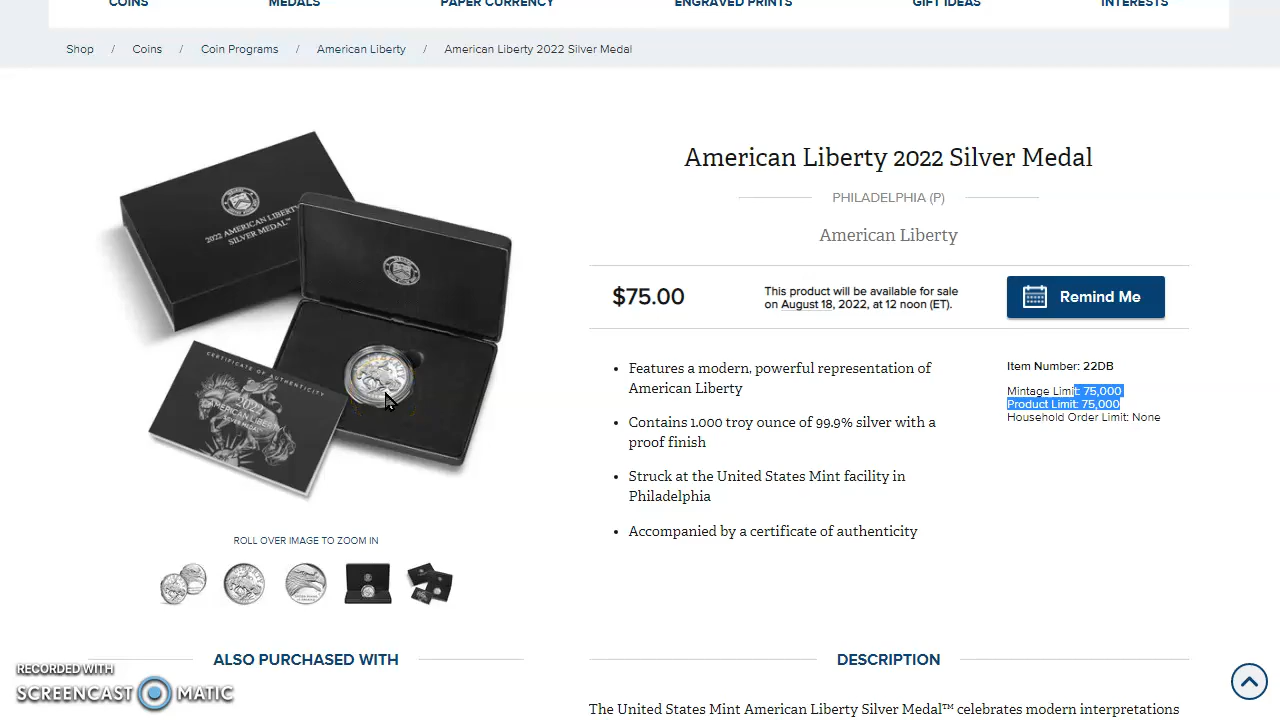 COINS MEDALS PAPER CURRENCY ENGRAVED PRINTS GIFT IDEAS INTERESTS
Shop / Coins / Coin Programs / American Liberty / American Liberty 2022 Silver Medal
2022 AMERICAN LIBERTY
SILVER MEDAL™
CERTIFICATE OF AUTHENTICITY
2022
AMERICAN LIBERTY
SILVER MEDAL
ROLL OVER IMAGE TO ZOOM IN
American Liberty 2022 Silver Medal
PHILADELPHIA (P)
American Liberty
$75.00
This product will be available for sale
on August 18, 2022, at 12 noon (ET).
Remind Me
• Features a modern, powerful representation of
American Liberty
• Contains 1.000 troy ounce of 99.9% silver with a
proof finish
• Struck at the United States Mint facility in
Philadelphia
• Accompanied by a certificate of authenticity
Item Number: 22DB
Mintage Limit: 75,000
Product Limit: 75,000
Household Order Limit: None
ALSO PURCHASED WITH
DESCRIPTION
The United States Mint American Liberty Silver Medal™ celebrates modern interpretations
RECORDED WITH
SCREENCAST MATIC